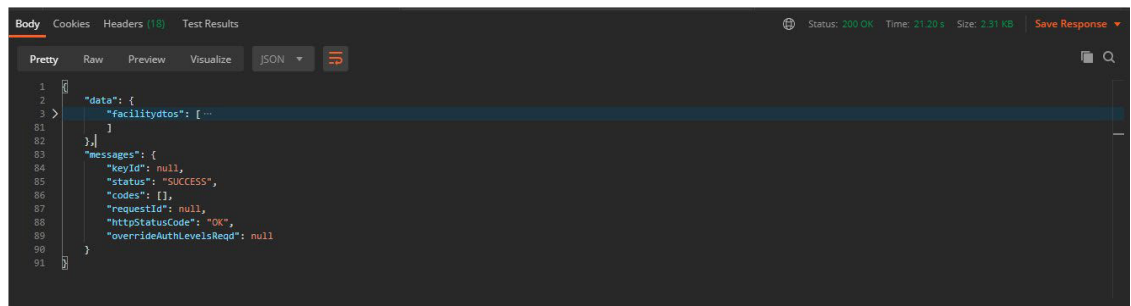 Body Cookies Headers (18) Test Results Status: 200 OK Time: 21.20 s Size: 2.31 KB Save Response
Pretty Raw Preview Visualize JSON
1 {
2 "data": {
3 "facilitydtos": [ ...
81 ]
82 },
83 "messages": {
84 "keyId": null,
85 "status": "SUCCESS",
86 "codes": [],
87 "requestId": null,
88 "httpStatusCode": "OK",
89 "overrideAuthLevelsReqd": null
90 }
91 }